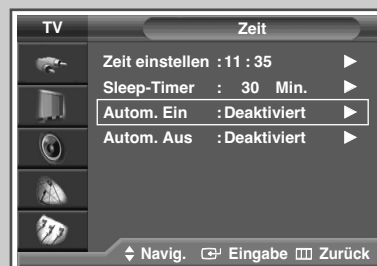 TV Zeit
Zeit einstellen : 11 : 35
Sleep-Timer : 30 Min.
Autom. Ein : Deaktiviert
Autom. Aus : Deaktiviert
Navig. Eingabe Zurück